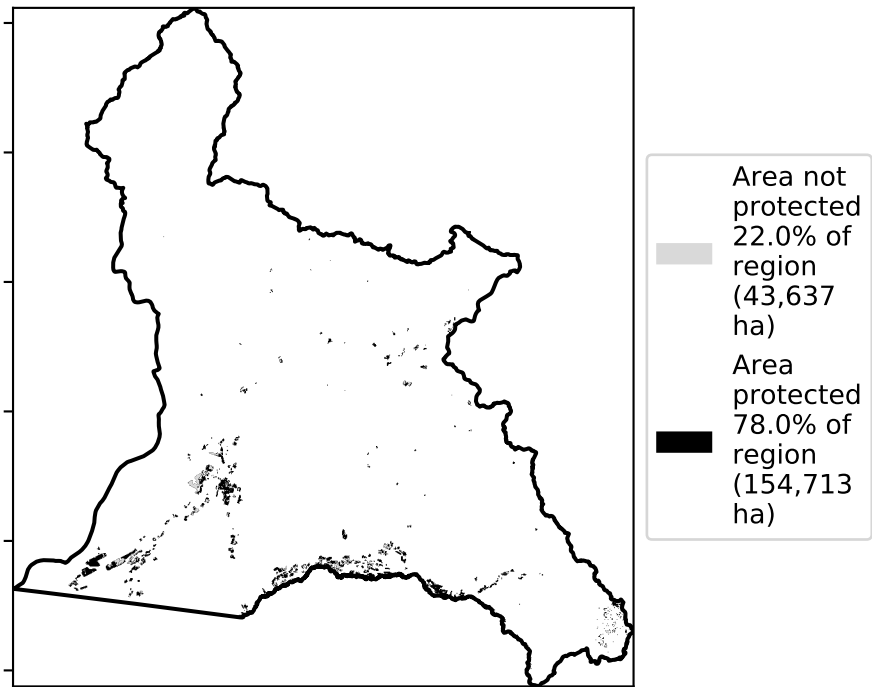 Area not
protected
22.0% of
region
(43,637
ha)
Area
protected
78.0% of
region
(154,713
ha)